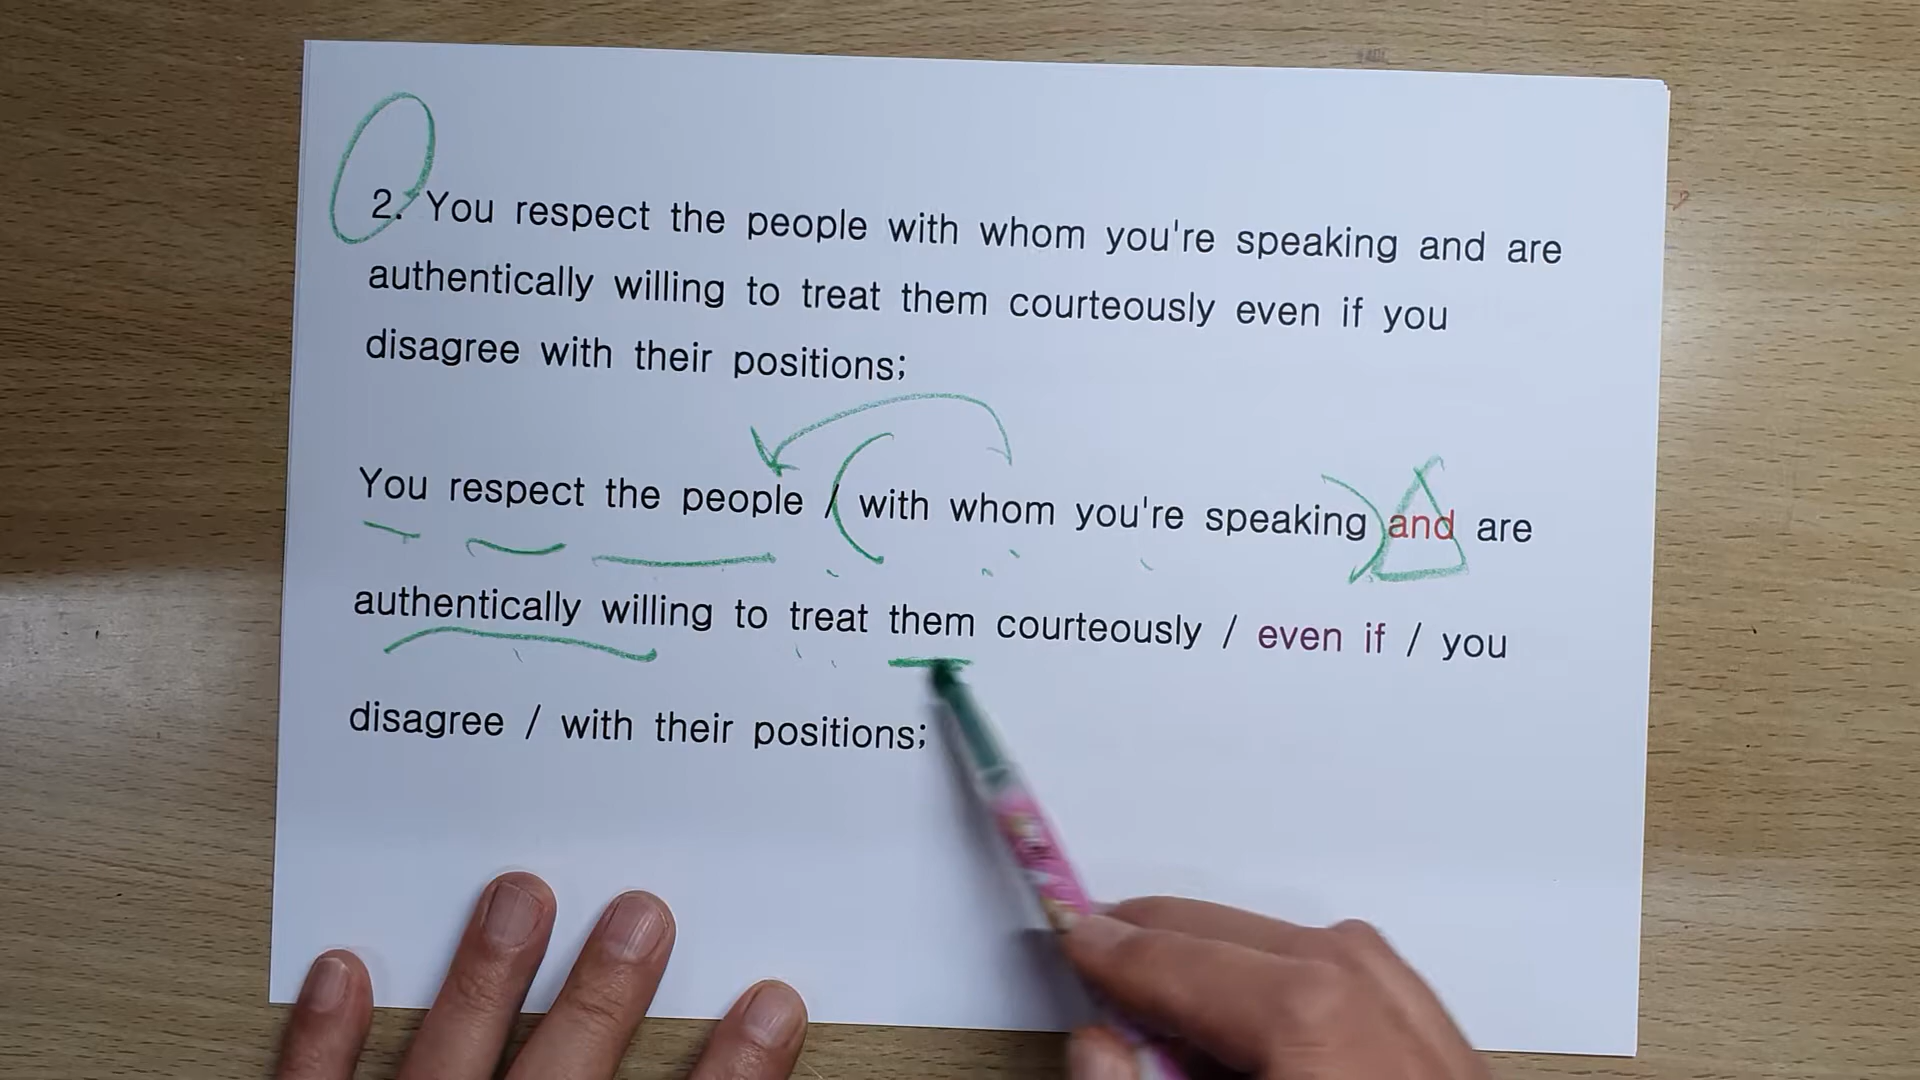 2. You respect the people with whom you're speaking and are
authentically willing to treat them courteously even if you
disagree with their positions;
You respect the people / with whom you're speaking and are
authentically willing to treat them courteously / even if / you
disagree / with their positions;